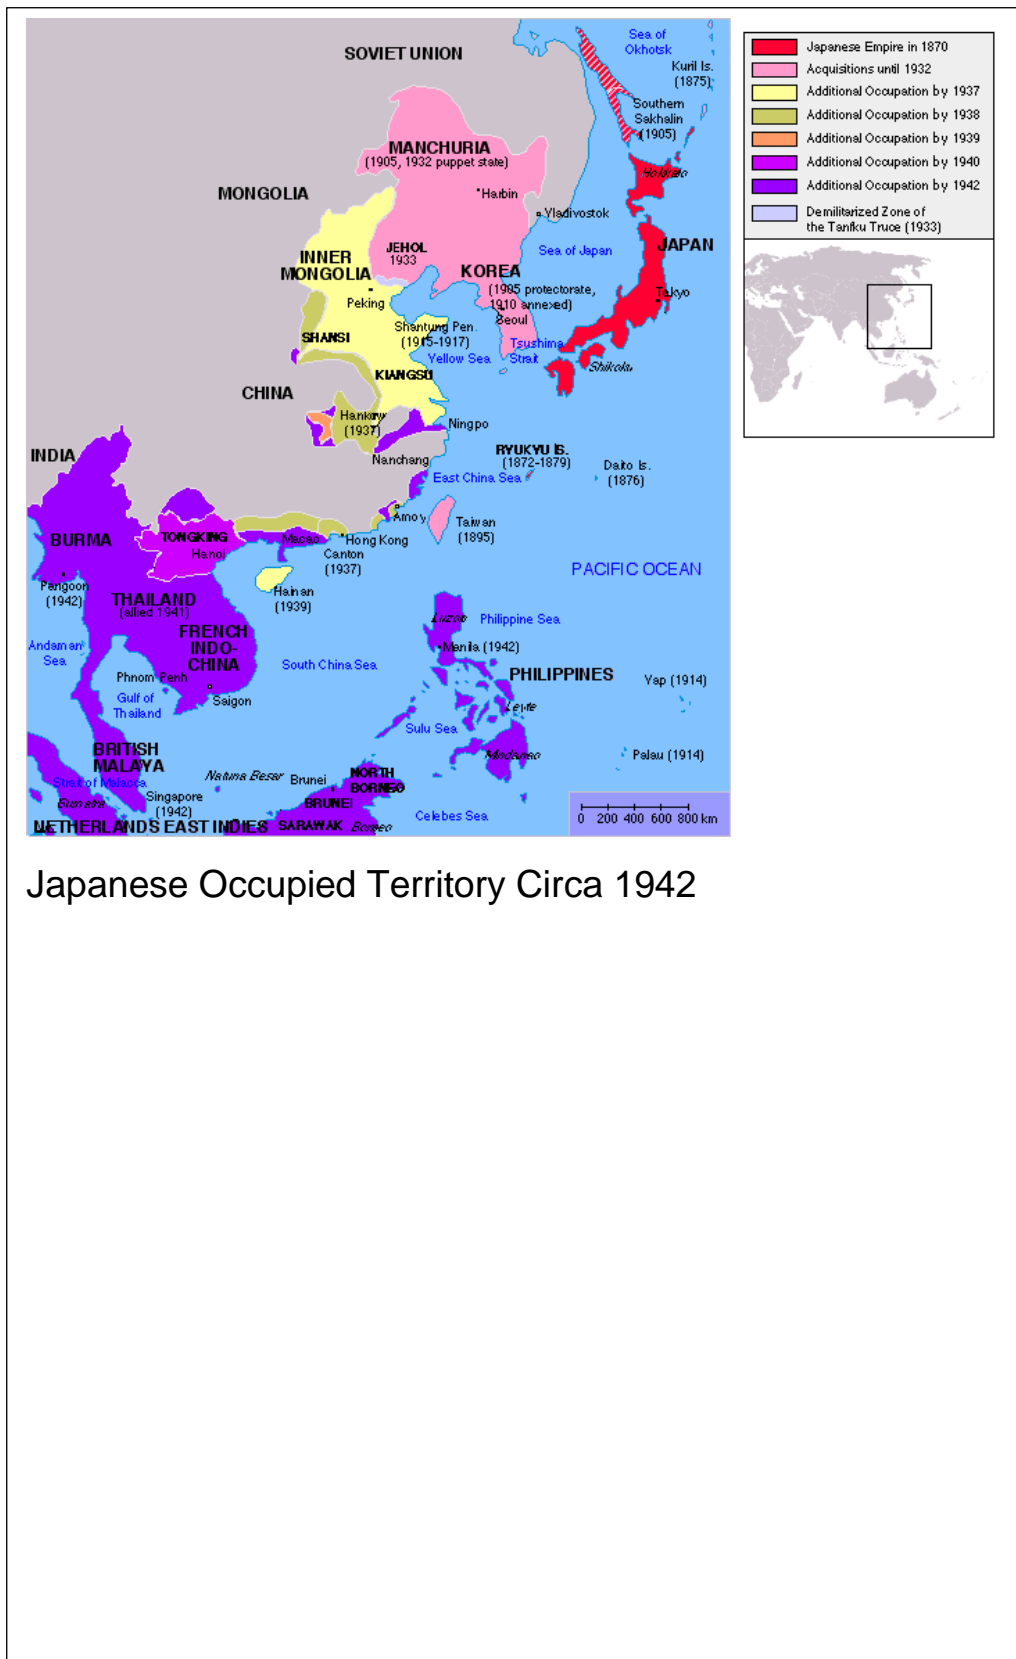 SOVIET UNION
Sea of
Okhotsk
Kuril Is.
(1875)
Southern
Sakhalin
(1905)
MANCHURIA
(1905, 1932 puppet state)
Harbin
Hokkaido
MONGOLIA
Vladivostok
JEHOL
1933
Sea of Japan
JAPAN
INNER
MONGOLIA
KOREA
(1905 protectorate,
1910 annexed)
Tokyo
Peking
Seoul
Shantung Pen.
(1915-1917)
SHANSI
Yellow Sea
Tsushima
Strait
Shikoku
KIANGSU
CHINA
Hankow
(1937)
Ningpo
Nanchang
INDIA
RYUKYU IS.
(1872-1879)
Daito Is.
(1876)
East China Sea
Amoy
Taiwan
(1895)
BURMA
TONGKING
Hanoi
Macao
Hong Kong
Canton
(1937)
PACIFIC OCEAN
Pangoon
(1942)
THAILAND
(allied 1941)
Hainan
(1939)
Luzon
Philippine Sea
FRENCH
INDO-
CHINA
Andaman
Sea
South China Sea
Manila (1942)
Phnom Penh
PHILIPPINES
Yap (1914)
Saigon
Gulf of
Thailand
Leyte
Sulu Sea
BRITISH
MALAYA
Mindanao
Palau (1914)
Strait of Malacca
Natuna Besar
Brunei
NORTH
BORNEO
Sumatra
Singapore
(1942)
BRUNEI
Celebes Sea
NETHERLANDS EAST INDIES
SARAWAK
Borneo
0 200 400 600 800 km
Japanese Empire in 1870
Acquisitions until 1932
Additional Occupation by 1937
Additional Occupation by 1938
Additional Occupation by 1939
Additional Occupation by 1940
Additional Occupation by 1942
Demilitarized Zone of
the Tanfku Truce (1933)
Japanese Occupied Territory Circa 1942